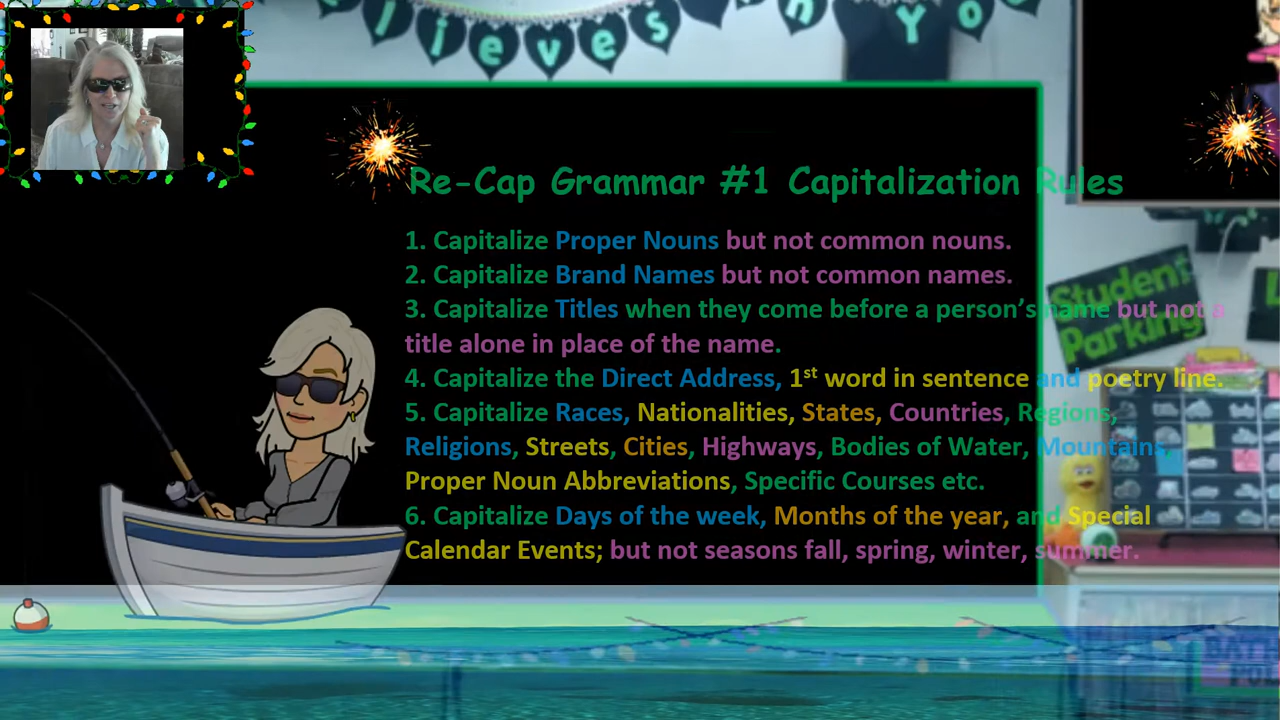 lieves in Yo
Re-Cap Grammar #1 Capitalization Rules
1. Capitalize Proper Nouns but not common nouns.
2. Capitalize Brand Names but not common names.
3. Capitalize Titles when they come before a person's name but not a
title alone in place of the name.
4. Capitalize the Direct Address, 1st word in sentence and poetry line.
5. Capitalize Races, Nationalities, States, Countries, Regions,
Religions, Streets, Cities, Highways, Bodies of Water, Mountains,
Proper Noun Abbreviations, Specific Courses etc.
6. Capitalize Days of the week, Months of the year, and Special
Calendar Events; but not seasons fall, spring, winter, summer.
Student
Parking